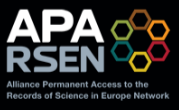 APA
RSEN
Alliance Permanent Access to the
Records of Science in Europe Network